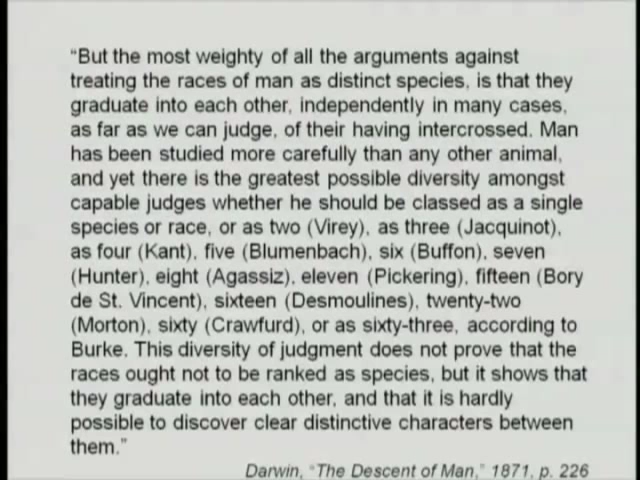 “But the most weighty of all the arguments against
treating the races of man as distinct species, is that they
graduate into each other, independently in many cases,
as far as we can judge, of their having intercrossed. Man
has been studied more carefully than any other animal,
and yet there is the greatest possible diversity amongst
capable judges whether he should be classed as a single
species or race, or as two (Virey), as three (Jacquinot),
as four (Kant), five (Blumenbach), six (Buffon), seven
(Hunter), eight (Agassiz), eleven (Pickering), fifteen (Bory
de St. Vincent), sixteen (Desmoulines), twenty-two
(Morton), sixty (Crawfurd), or as sixty-three, according to
Burke. This diversity of judgment does not prove that the
races ought not to be ranked as species, but it shows that
they graduate into each other, and that it is hardly
possible to discover clear distinctive characters between
them.”
Darwin, “The Descent of Man,” 1871, p. 226